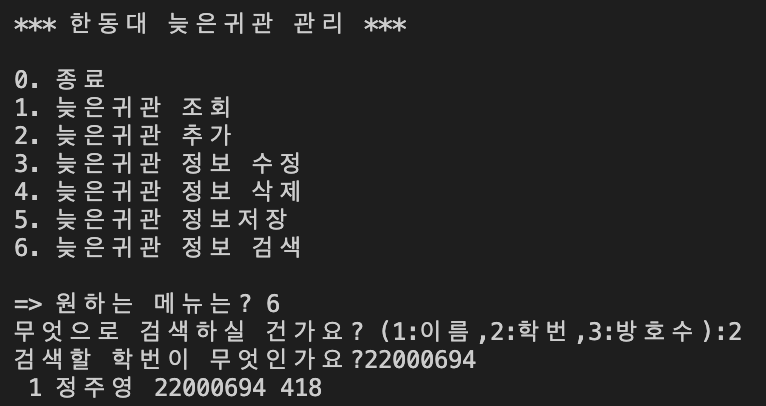 *** 한동대 늦은귀관 관리 ***
0. 종료
1. 늦은귀관 조회
2. 늦은귀관 추가
3. 늦은귀관 정보 수정
4. 늦은귀관 정보 삭제
5. 늦은귀관 정보저장
6. 늦은귀관 정보 검색
=> 원하는 메뉴는? 6
무엇으로 검색하실 건가요? (1:이름,2:학번,3:방호수):2
검색할 학번이 무엇인가요?22000694
1 정주영 22000694 418